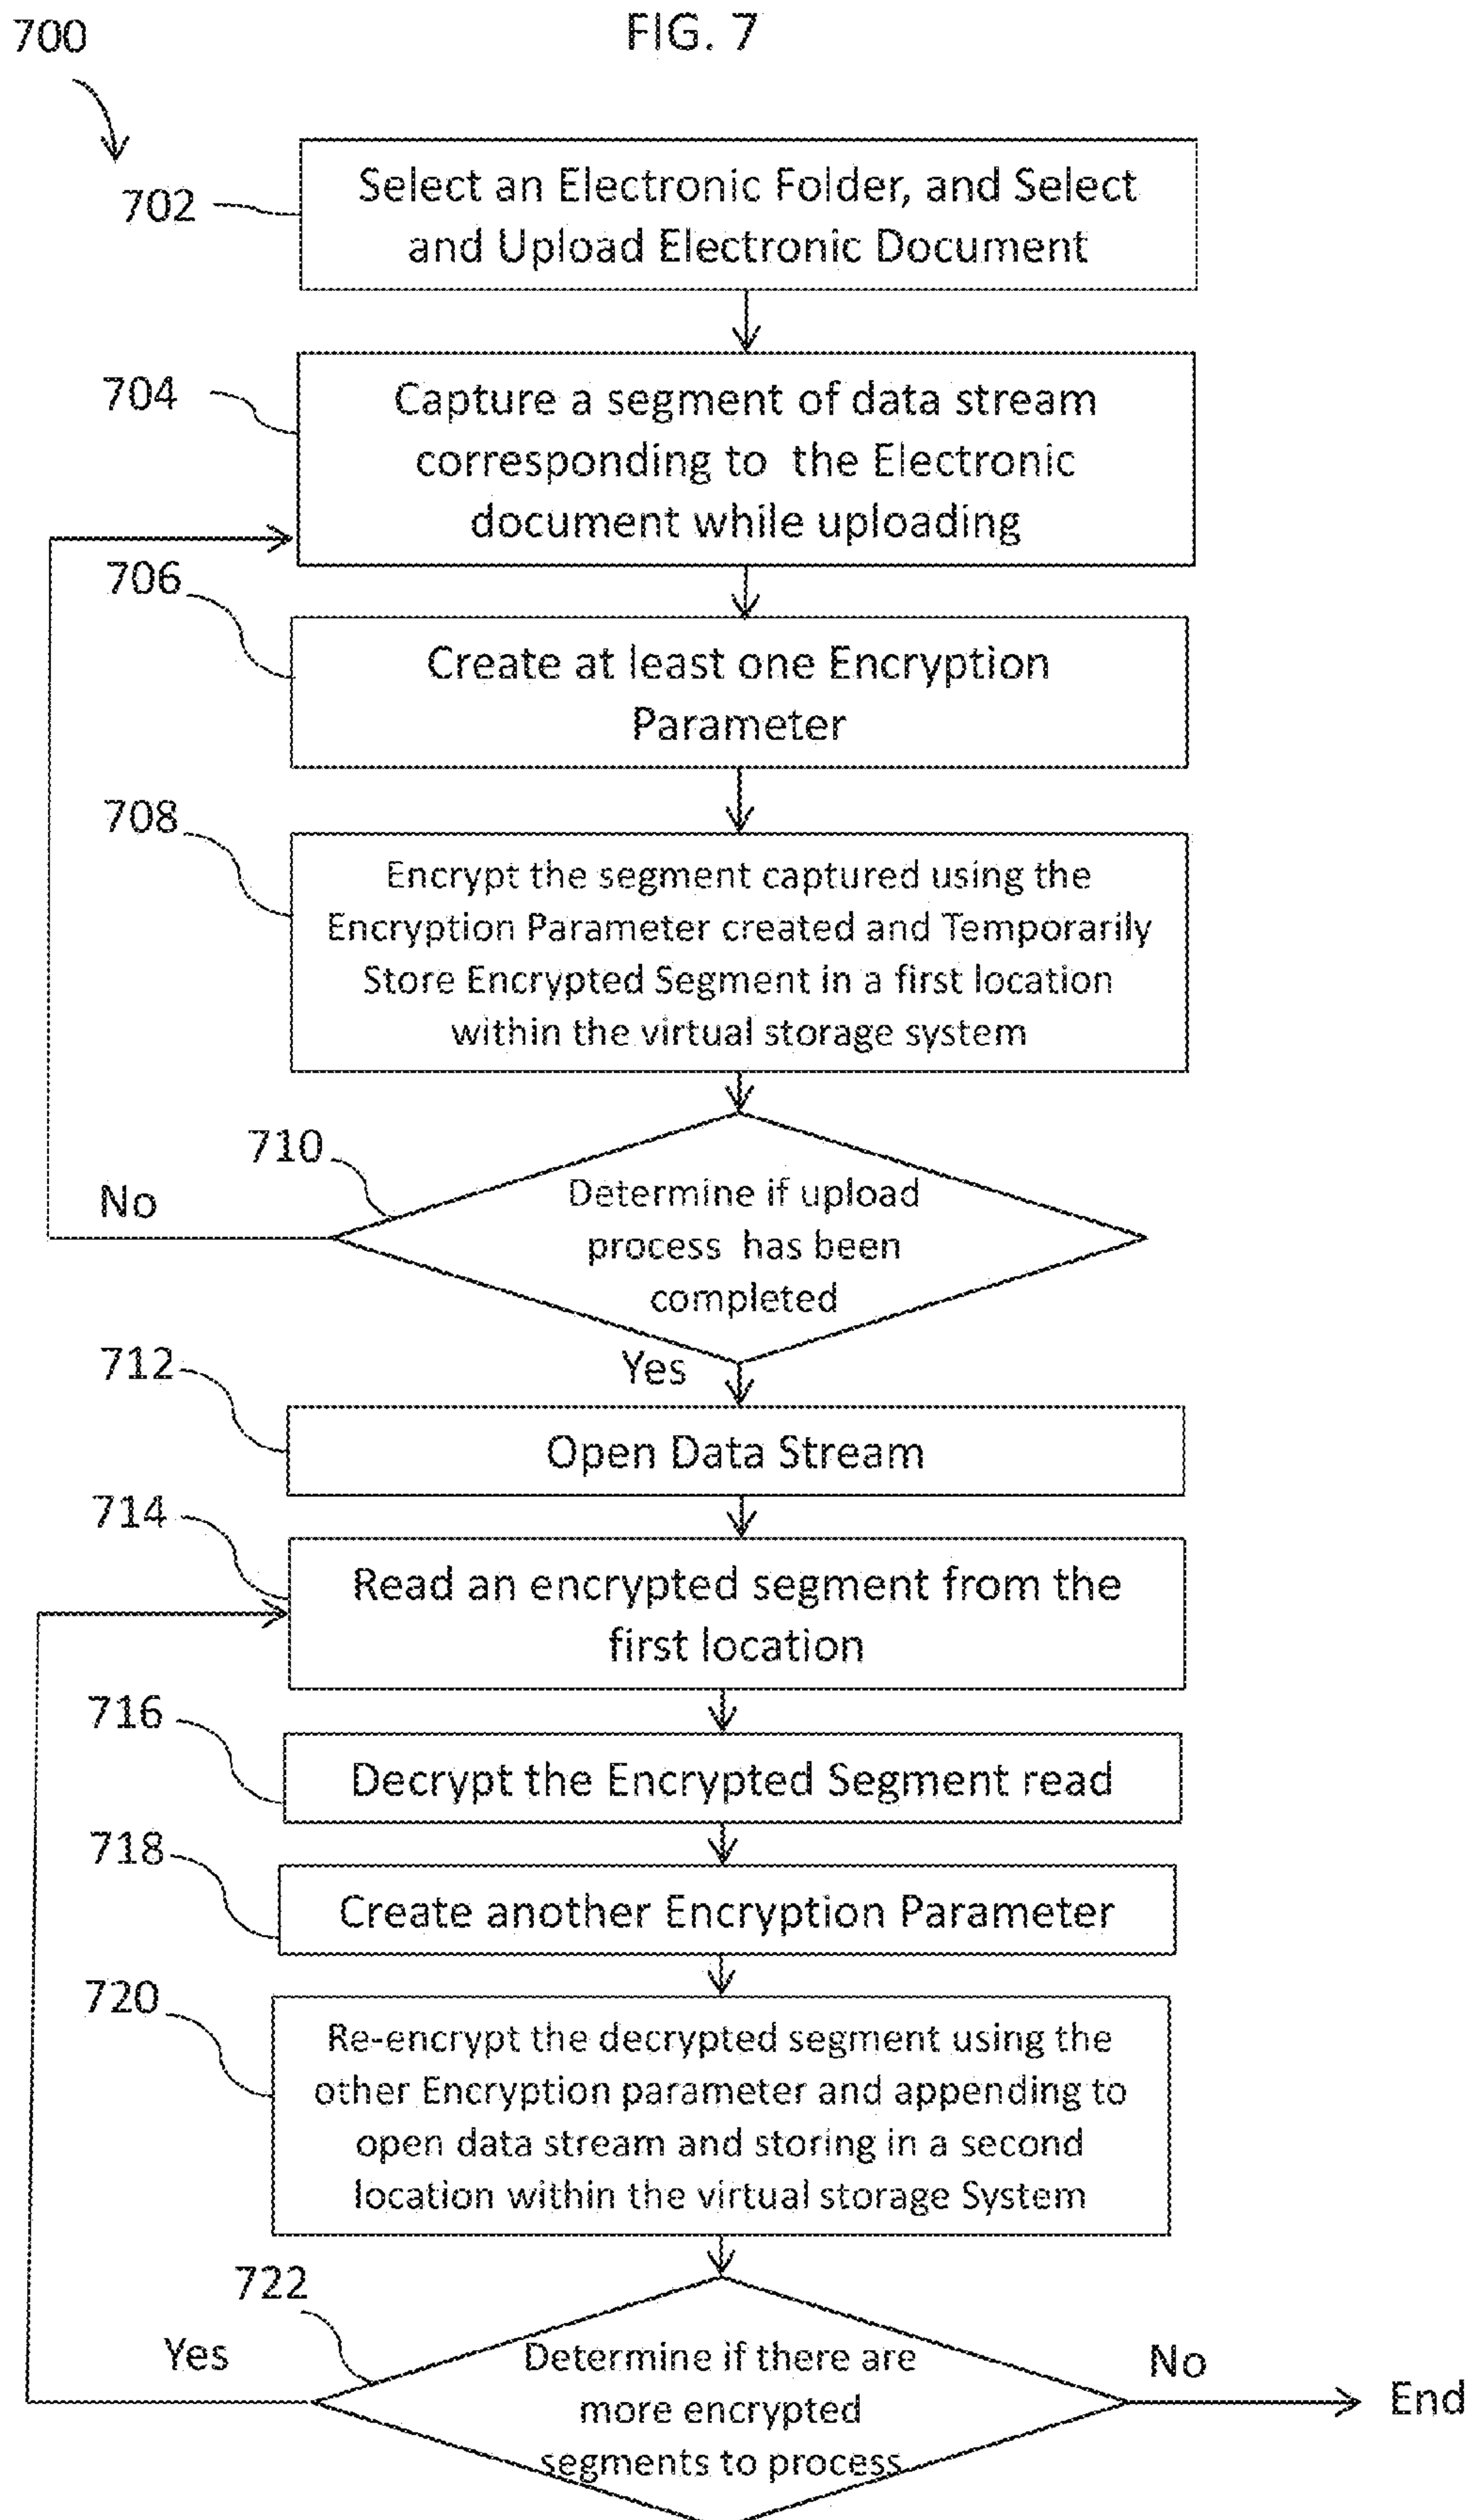 700
FIG. 7
702
Select an Electronic Folder, and Select
and Upload Electronic Document
704
Capture a segment of data stream
corresponding to the Electronic
document while uploading
706
Create at least one Encryption
Parameter
708
Encrypt the segment captured using the
Encryption Parameter created and Temporarily
Store Encrypted Segment in a first location
within the virtual storage system
710
No
Determine if upload
process has been
completed
Yes
712
Open Data Stream
714
Read an encrypted segment from the
first location
716
Decrypt the Encrypted Segment read
718
Create another Encryption Parameter
720
Re-encrypt the decrypted segment using the
other Encryption parameter and appending to
open data stream and storing in a second
location within the virtual storage System
722
Yes
Determine if there are
more encrypted
segments to process
No
End